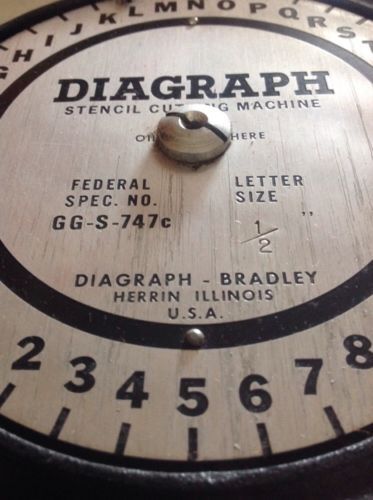 G H I J K L M N O P Q R S T
DIAGRAPH
STENCIL CUTTING MACHINE
HERE
FEDERAL
SPEC. NO.
GG-S-747c
LETTER
SIZE
1/2 "
DIAGRAPH - BRADLEY
HERRIN ILLINOIS
U.S.A.
2 3 4 5 6 7 8